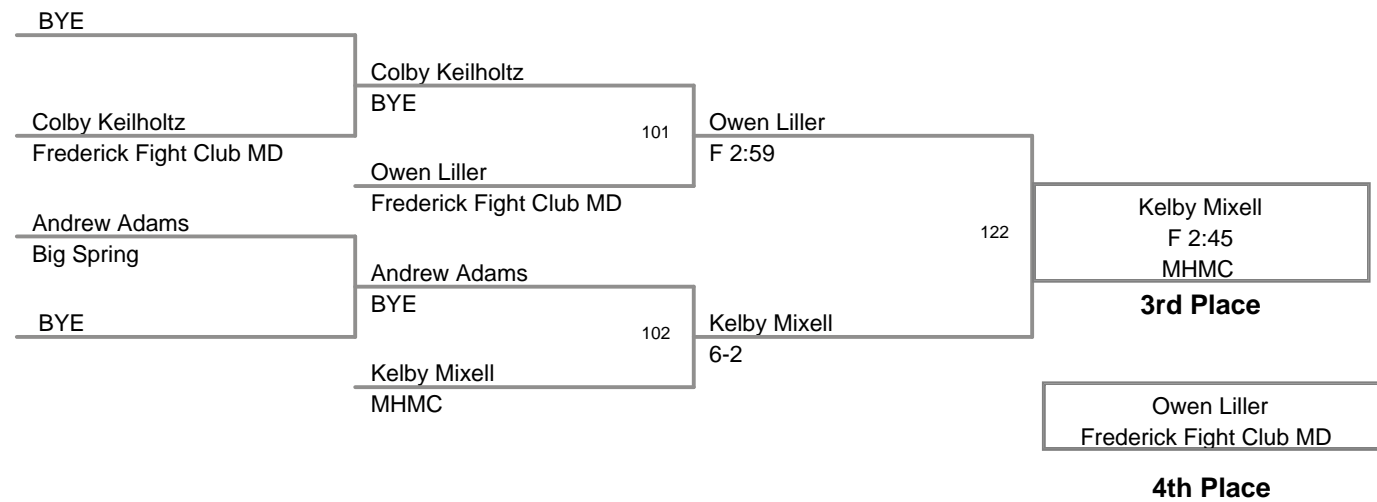 BYE
Colby Keilholtz
Frederick Fight Club MD
Andrew Adams
Big Spring
BYE
Colby Keilholtz
BYE
101
Owen Liller
Frederick Fight Club MD
Andrew Adams
BYE
102
Kelby Mixell
MHMC
Owen Liller
F 2:59
122
Kelby Mixell
6-2
Kelby Mixell
F 2:45
MHMC
3rd Place
Owen Liller
Frederick Fight Club MD
4th Place